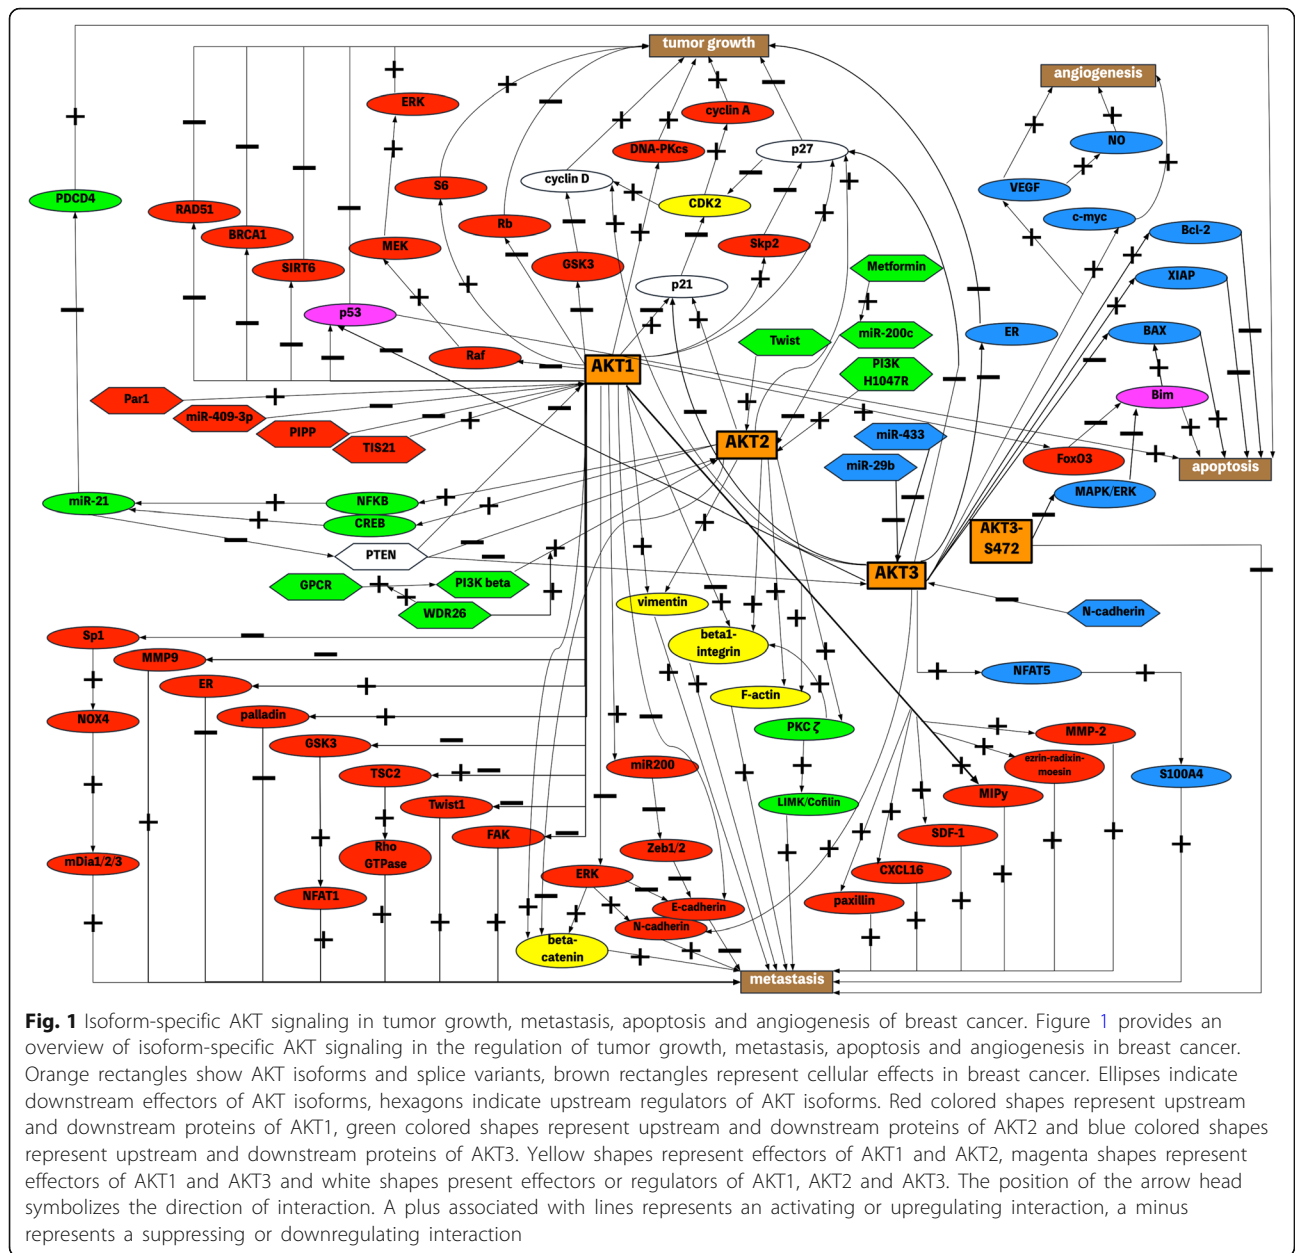 tumor growth
angiogenesis
ERK
cyclin A
NO
DNA-PKcs
p27
PDCD4
S6
cyclin D
VEGF
CDK2
RAD51
c-myc
Rb
BRCA1
Bcl-2
MEK
Skp2
SIRT6
GSK3
Metformin
XIAP
p21
p53
miR-200c
ER
BAX
Twist
Raf
AKT1
PI3K
H1047R
Par1
Bim
miR-409-3p
PIPP
TIS21
AKT2
miR-433
FoxO3
miR-29b
apoptosis
MAPK/ERK
miR-21
NFKB
CREB
AKT3-
S472
PTEN
AKT3
GPCR
PI3K beta
WDR26
vimentin
N-cadherin
Sp1
beta1-
integrin
MMP9
NFAT5
ER
F-actin
palladin
NOX4
PKC ζ
MMP-2
GSK3
ezrin-radixin-
moesin
TSC2
miR200
S100A4
MIPy
Twist1
LIMK/Cofilin
FAK
SDF-1
Rho
GTPase
Zeb1/2
mDia1/2/3
CXCL16
ERK
NFAT1
paxillin
E-cadherin
N-cadherin
beta-
catenin
metastasis
Fig. 1 Isoform-specific AKT signaling in tumor growth, metastasis, apoptosis and angiogenesis of breast cancer. Figure 1 provides an
overview of isoform-specific AKT signaling in the regulation of tumor growth, metastasis, apoptosis and angiogenesis in breast cancer.
Orange rectangles show AKT isoforms and splice variants, brown rectangles represent cellular effects in breast cancer. Ellipses indicate
downstream effectors of AKT isoforms, hexagons indicate upstream regulators of AKT isoforms. Red colored shapes represent upstream
and downstream proteins of AKT1, green colored shapes represent upstream and downstream proteins of AKT2 and blue colored shapes
represent upstream and downstream proteins of AKT3. Yellow shapes represent effectors of AKT1 and AKT2, magenta shapes represent
effectors of AKT1 and AKT3 and white shapes present effectors or regulators of AKT1, AKT2 and AKT3. The position of the arrow head
symbolizes the direction of interaction. A plus associated with lines represents an activating or upregulating interaction, a minus
represents a suppressing or downregulating interaction